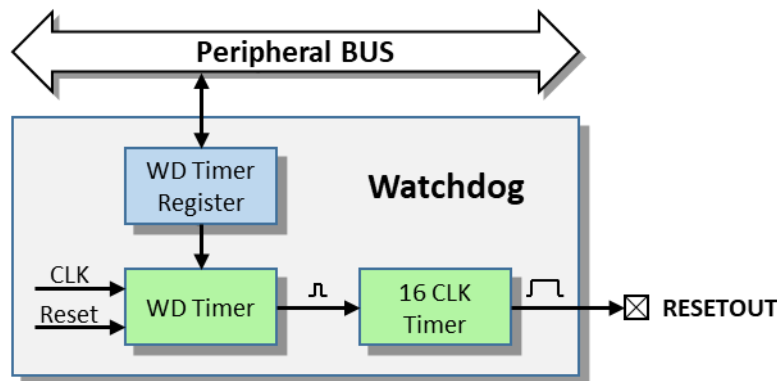 Peripheral BUS
WD Timer
Register
Watchdog
CLK
Reset
WD Timer
16 CLK
Timer
RESETOUT